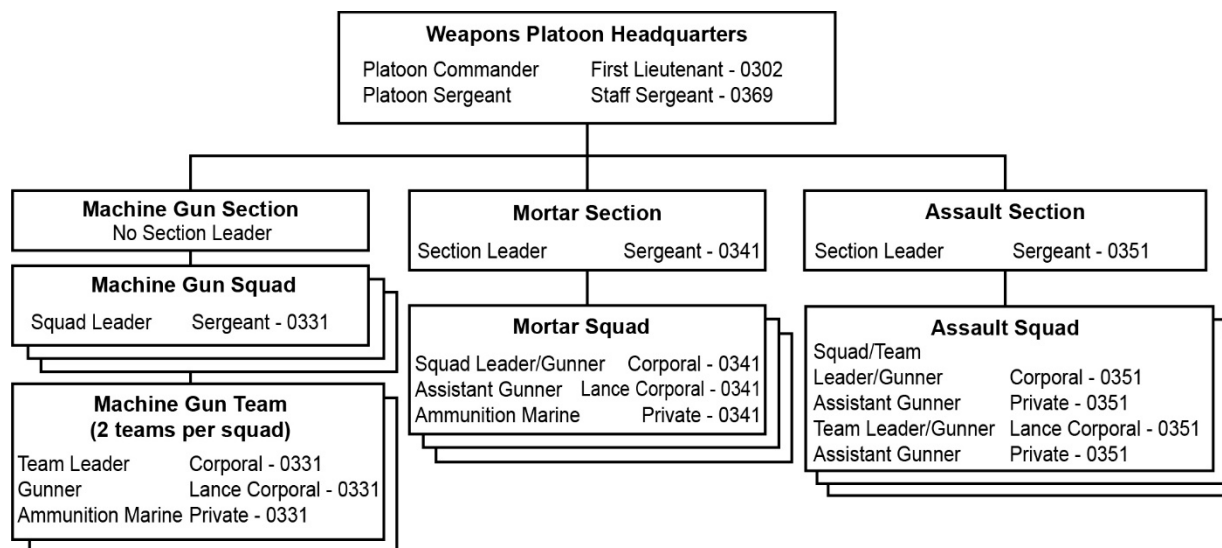 Weapons Platoon Headquarters
Platoon Commander First Lieutenant - 0302
Platoon Sergeant Staff Sergeant - 0369
Machine Gun Section
No Section Leader
Machine Gun Squad
Squad Leader Sergeant - 0331
Machine Gun Team
(2 teams per squad)
Team Leader Corporal - 0331
Gunner Lance Corporal - 0331
Ammunition Marine Private - 0331
Mortar Section
Section Leader Sergeant - 0341
Mortar Squad
Squad Leader/Gunner Corporal - 0341
Assistant Gunner Lance Corporal - 0341
Ammunition Marine Private - 0341
Assault Section
Section Leader Sergeant - 0351
Assault Squad
Squad/Team
Leader/Gunner Corporal - 0351
Assistant Gunner Private - 0351
Team Leader/Gunner Lance Corporal - 0351
Assistant Gunner Private - 0351